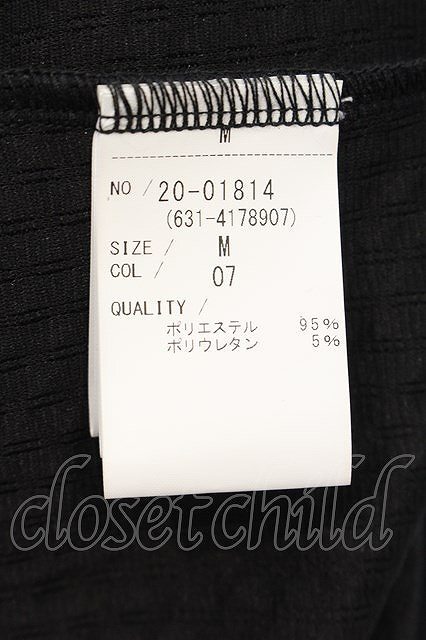 M
NO / 20-01814
(631-4178907)
SIZE / M
COL / 07
QUALITY /
ポリエステル 95%
ポリウレタン 5%
closetchild